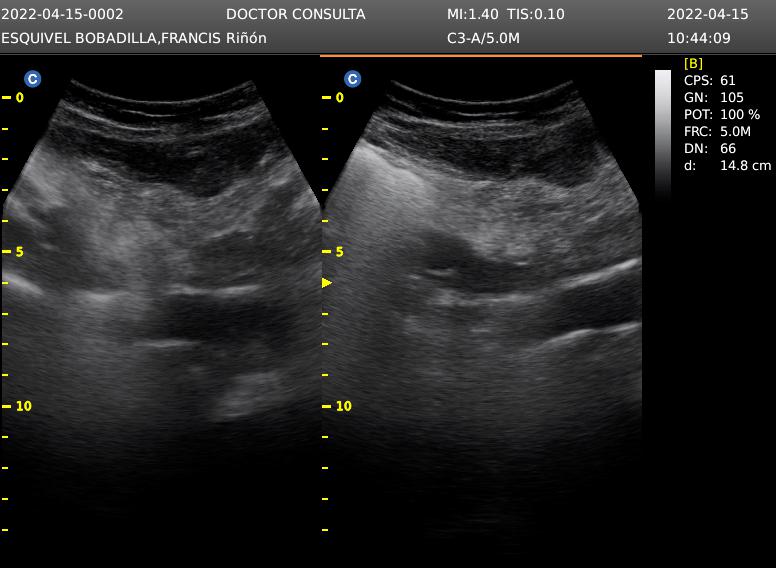 2022-04-15-0002 DOCTOR CONSULTA MI:1.40 TIS:0.10 2022-04-15
ESQUIVEL BOBADILLA,FRANCIS Riñón C3-A/5.0M 10:44:09
C
C
[B]
CPS: 61
GN: 105
POT: 100 %
FRC: 5.0M
DN: 66
d: 14.8 cm
0
0
5
5
10
10